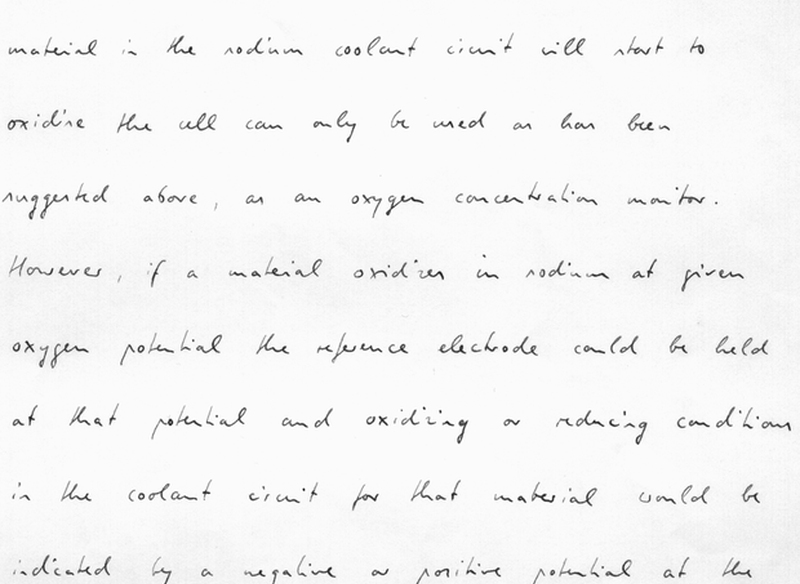 material in the sodium coolant circuit will start to
oxidise the cell can only be used as has been
suggested above, as an oxygen concentration monitor.
However, if a material oxidizes in sodium at given
oxygen potential the reference electrode could be held
at that potential and oxidizing or reducing conditions
in the coolant circuit for that material would be
indicated by a negative or positive potential at the